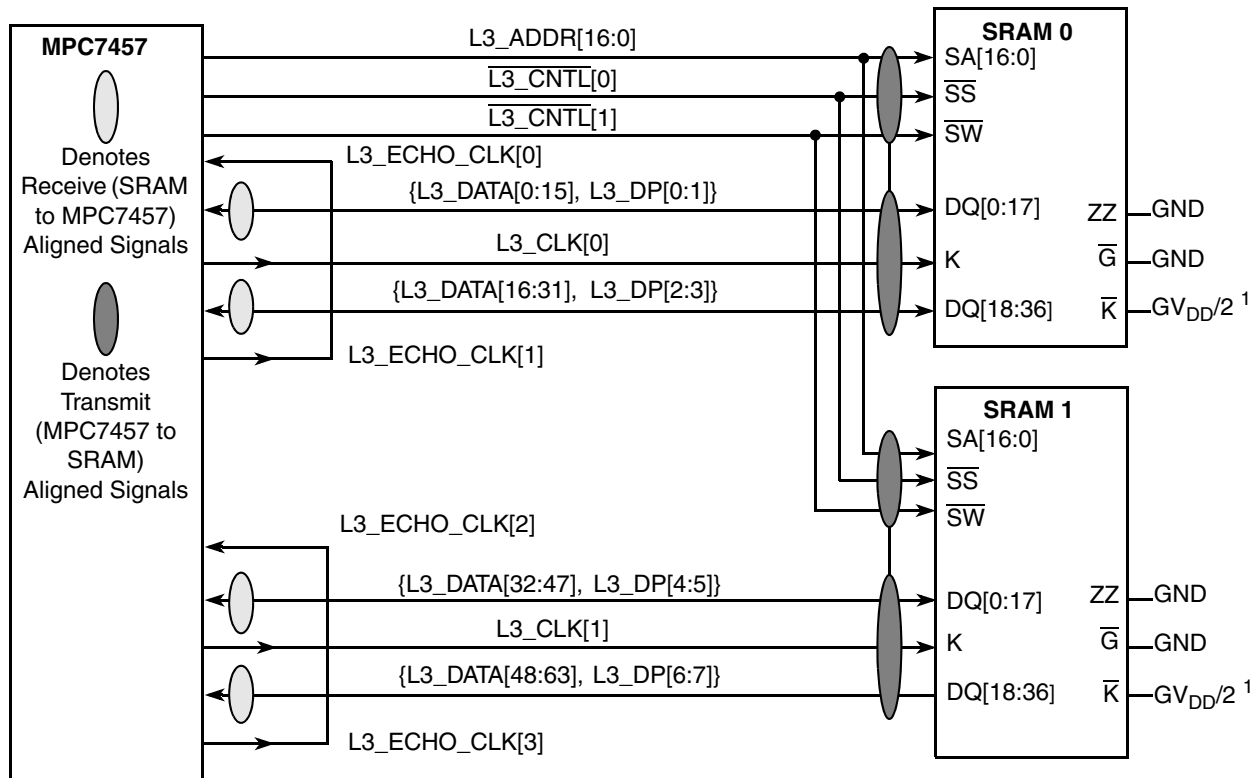 MPC7457
Denotes
Receive (SRAM
to MPC7457)
Aligned Signals
Denotes
Transmit
(MPC7457 to
SRAM)
Aligned Signals
L3_ADDR[16:0]
L3_CNTL[0]
L3_CNTL[1]
L3_ECHO_CLK[0]
{L3_DATA[0:15], L3_DP[0:1]}
L3_CLK[0]
{L3_DATA[16:31], L3_DP[2:3]}
L3_ECHO_CLK[1]
SRAM 0
SA[16:0]
SS
SW
DQ[0:17]
ZZ
GND
K
G
GND
DQ[18:36]
K
GVDD/2 1
L3_ECHO_CLK[2]
{L3_DATA[32:47], L3_DP[4:5]}
L3_CLK[1]
{L3_DATA[48:63], L3_DP[6:7]}
L3_ECHO_CLK[3]
SRAM 1
SA[16:0]
SS
SW
DQ[0:17]
ZZ
GND
K
G
GND
DQ[18:36]
K
GVDD/2 1